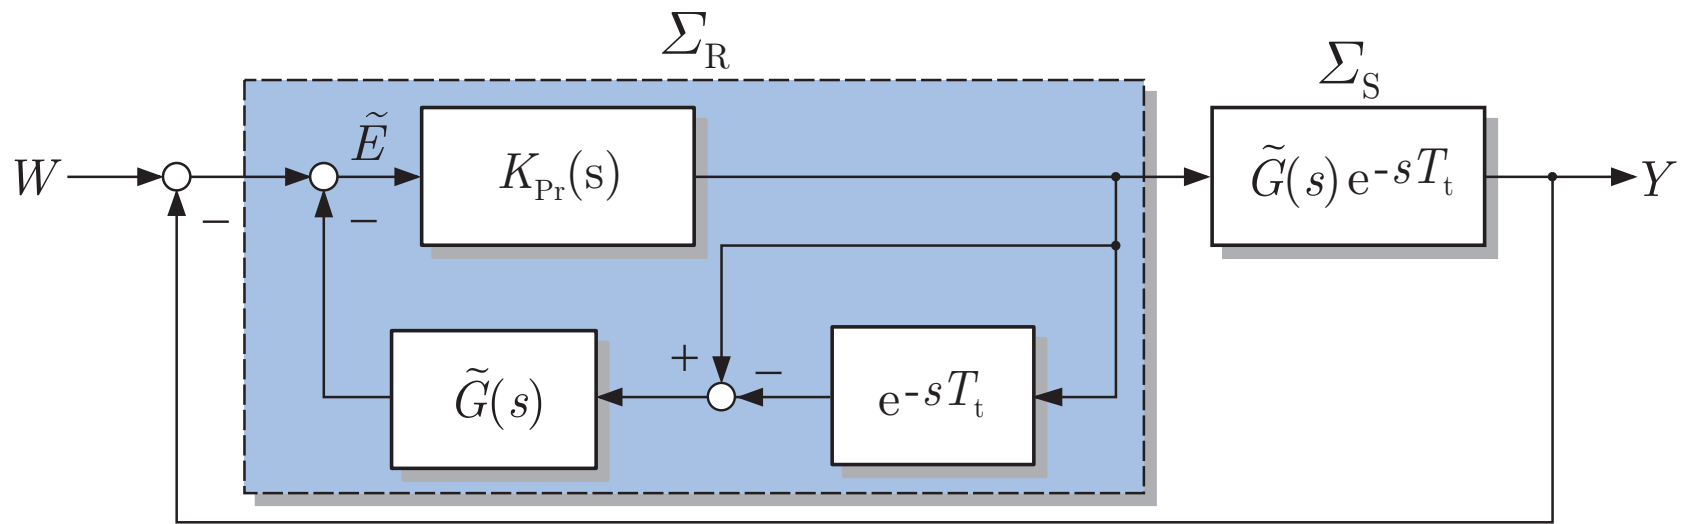 Σ_R
Σ_S
W
−
Ẽ
−
K_Pr(s)
G̃(s) e^{-sT_t}
Y
G̃(s)
+
−
e^{-sT_t}